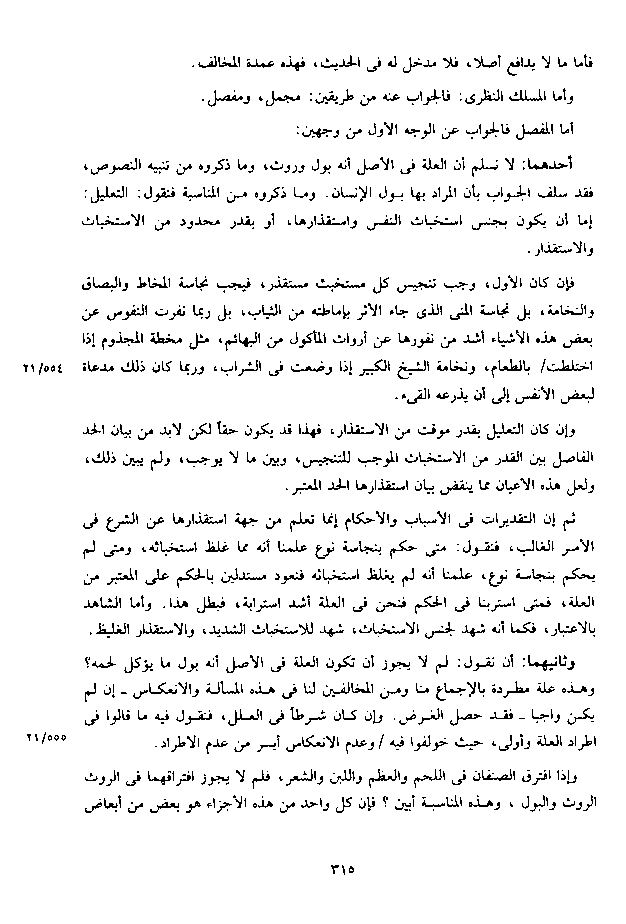 فأما ما لا يدافع أصلا، فلا مدخل له فى الحديث، فهذه عمدة المخالف.
وأما المسلك النظرى: فالجواب عنه من طريقين: مجمل، ومفصل.
أما المفصل فالجواب عن الوجه الأول من وجهين:
أحدهما: لا نسلم أن العلة فى الأصل أنه بول وروث، وما ذكروه من تنبيه النصوص،
فقد سلف الجواب بأن المراد بها بول الإنسان. وما ذكروه من المناسبة فنقول: التعليل:
إما أن يكون بجنس استخباث النفس واستقذارها، أو بقدر محدود من الاستخباث
والاستقذار.
فإن كان الأول، وجب تنجيس كل مستخبث مستقذر، فيجب نجاسة المخاط والبصاق
والنخامة، بل نجاسة المنى الذى جاء الأثر بإماطته من الثياب، بل ربما نفرت النفوس عن
بعض هذه الأشياء أشد من نفورها عن أرواث المأكول من البهائم، مثل مخطة المجذوم إذا
اختلطت/ بالطعام، ونخامة الشيخ الكبير إذا وضعت فى الشراب، وربما كان ذلك مدعاة ٢١/٥٥٤
لبعض الأنفس إلى أن يذرعه القىء.
وإن كان التعليل بقدر موقت من الاستقذار، فهذا قد يكون حقاً لكن لابد من بيان الحد
الفاصل بين القدر من الاستخباث الموجب للتنجيس، وبين ما لا يوجب، ولم يبين ذلك،
ولعل هذه الأعيان مما ينقض بيان استقذارها الحد المعتبر.
ثم إن التقديرات فى الأسباب والأحكام إنما تعلم من جهة استقذارها عن الشرع فى
الأمر الغالب، فنقول: متى حكم بنجاسة نوع علمنا أنه مما غلظ استخباثه، ومتى لم
يحكم بنجاسة نوع، علمنا أنه لم يغلظ استخباثه فنعود مستدلين بالحكم على المعتبر من
العلة، فمتى استربنا فى الحكم فنحن فى العلة أشد استرابة، فبطل هذا. وأما الشاهد
بالاعتبار، فكما أنه شهد لجنس الاستخباث، شهد للاستخباث الشديد، والاستقذار الغليظ.
وثانيهما: أن نقول: لم لا يجوز أن تكون العلة فى الأصل أنه بول ما يؤكل لحمه؟
وهذه علة مطردة بالإجماع منا ومن المخالفين لنا فى هذه المسألة والانعكاس ـ إن لم
يكن واجبا ـ فقد حصل الغرض. وإن كان شرطاً فى العلل، فنقول فيه ما قالوا فى
اطراد العلة وأولى، حيث خولفوا فيه /وعدم الانعكاس أيسر من عدم الاطراد. ٢١/٥٥٥
وإذا افترق الصنفان فى اللحم والعظم واللبن والشعر، فلم لا يجوز افتراقهما فى الروث
الروث والبول ، وهذه المناسبة أبين ؟ فإن كل واحد من هذه الأجزاء هو بعض من أبعاض
٣١٥